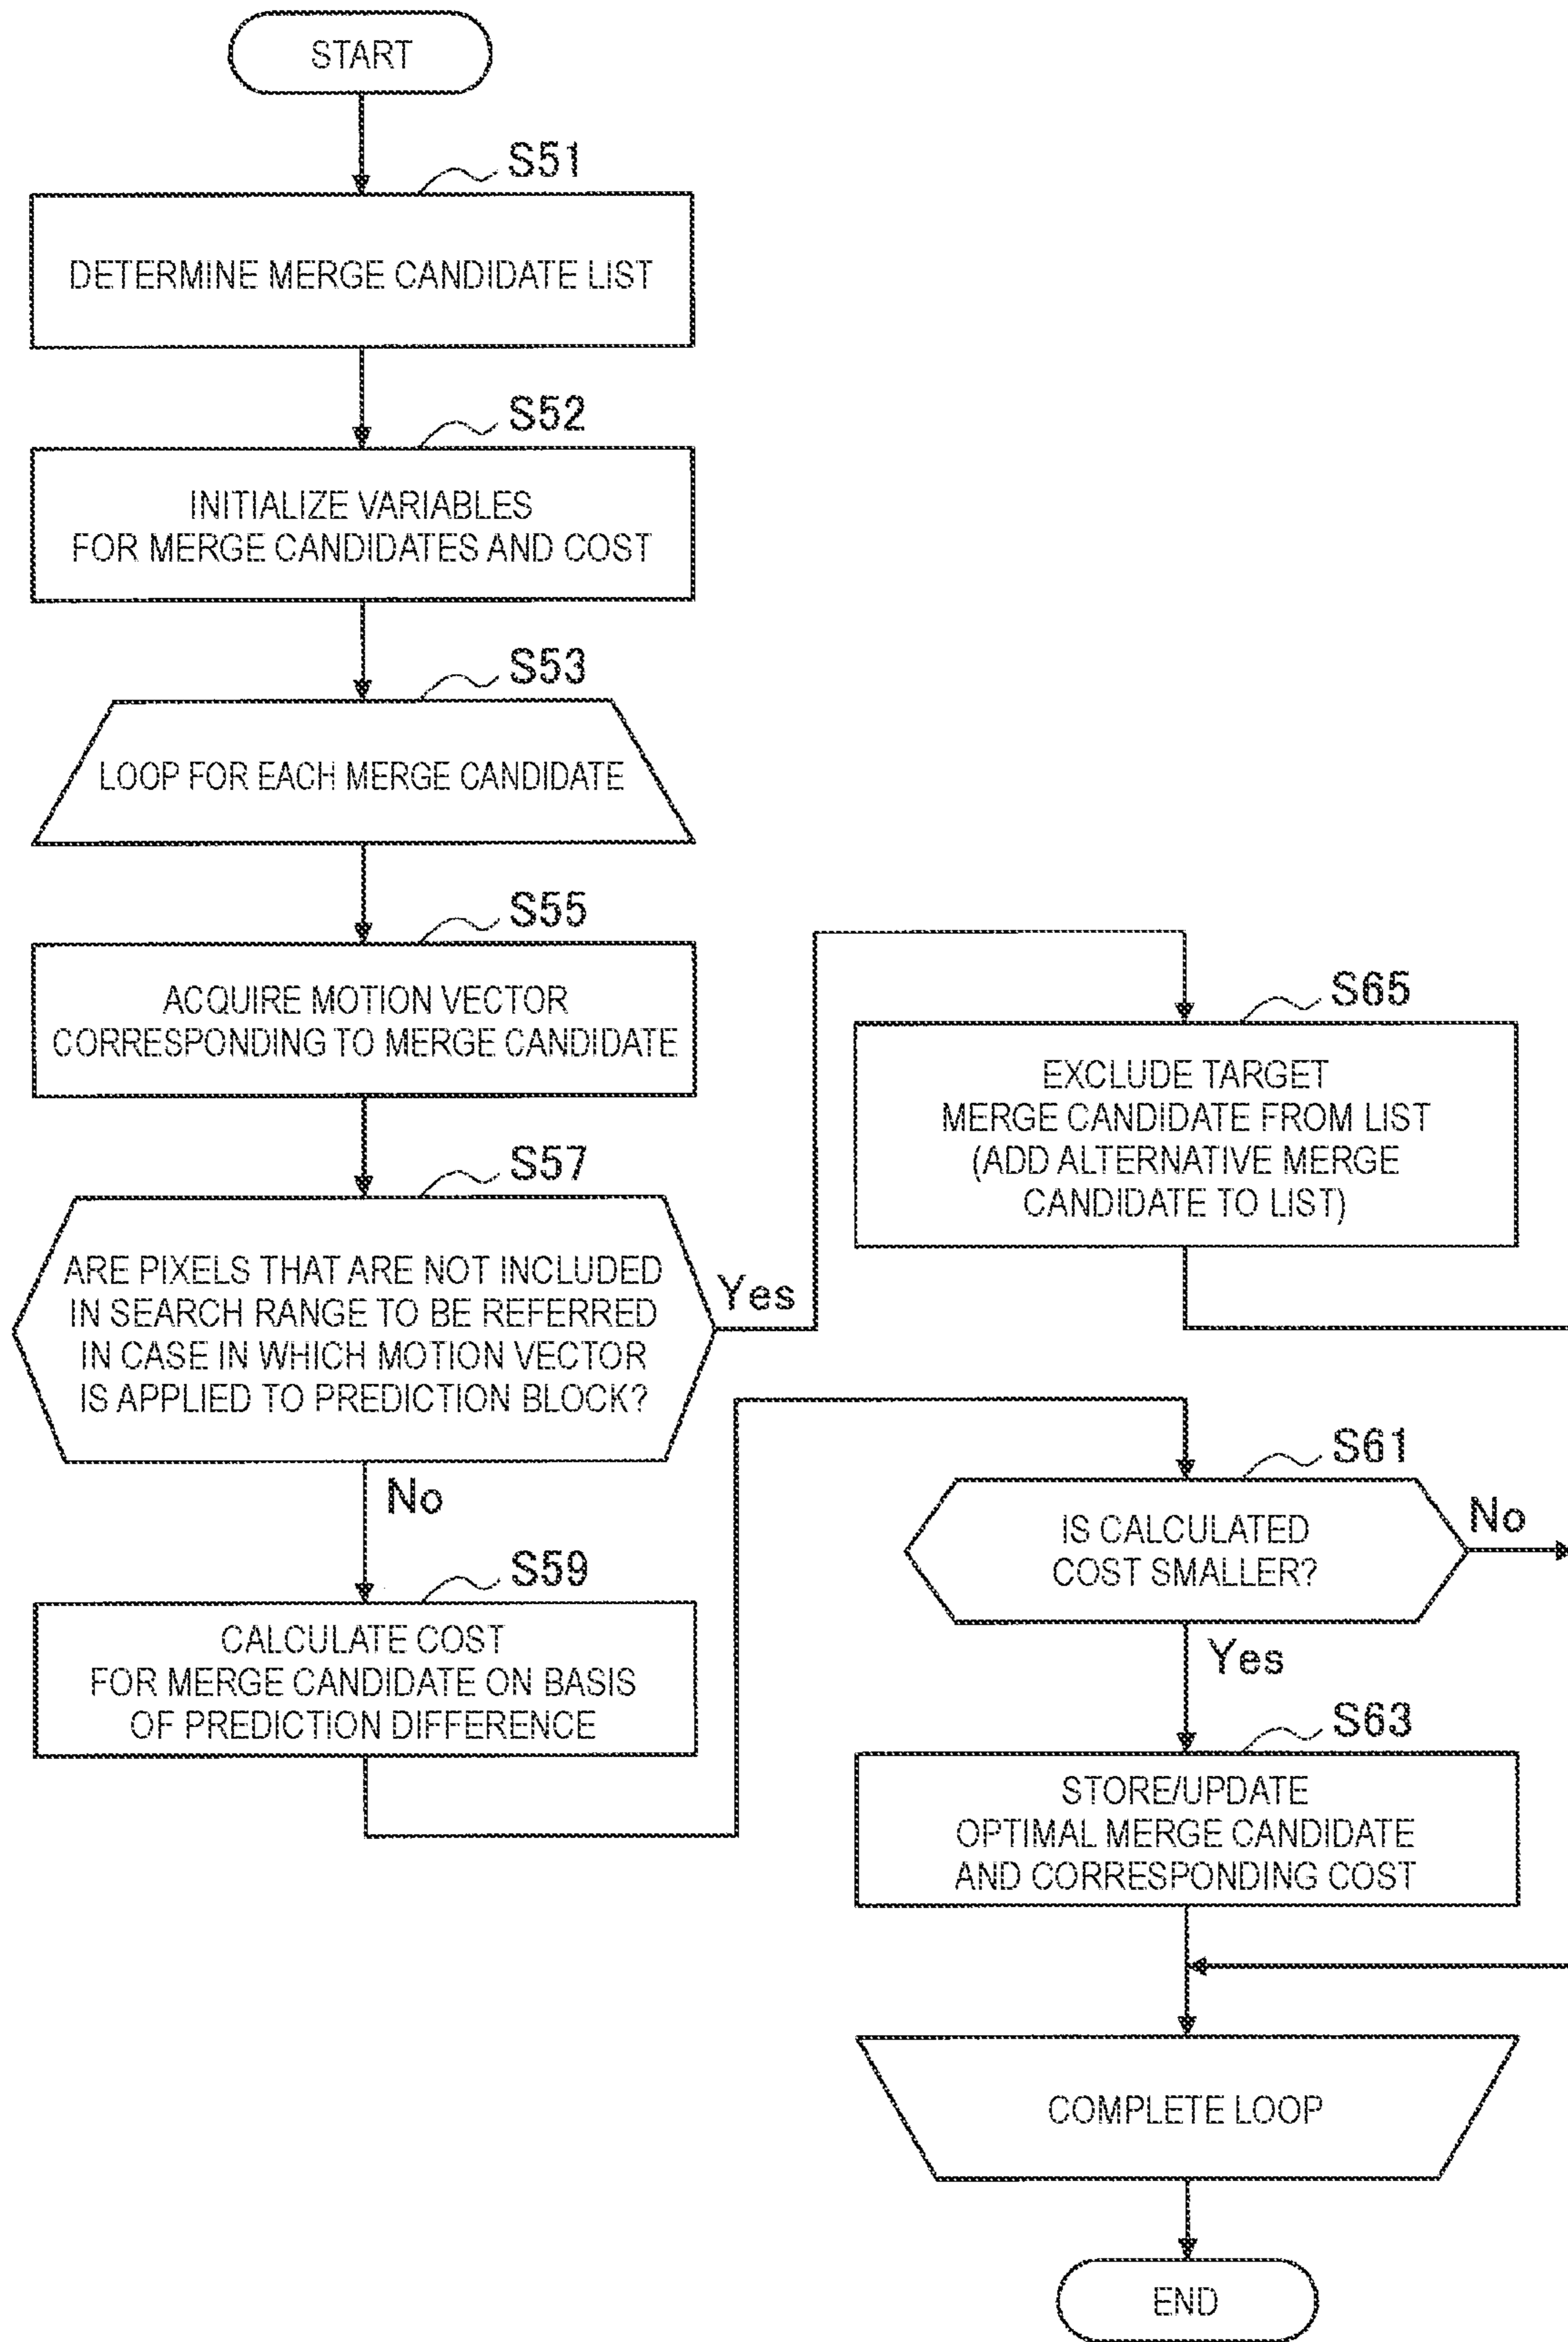 START
S51
DETERMINE MERGE CANDIDATE LIST
S52
INITIALIZE VARIABLES
FOR MERGE CANDIDATES AND COST
S53
LOOP FOR EACH MERGE CANDIDATE
S55
ACQUIRE MOTION VECTOR
CORRESPONDING TO MERGE CANDIDATE
S57
ARE PIXELS THAT ARE NOT INCLUDED
IN SEARCH RANGE TO BE REFERRED
IN CASE IN WHICH MOTION VECTOR
IS APPLIED TO PREDICTION BLOCK?
Yes
No
S59
CALCULATE COST
FOR MERGE CANDIDATE ON BASIS
OF PREDICTION DIFFERENCE
S65
EXCLUDE TARGET
MERGE CANDIDATE FROM LIST
(ADD ALTERNATIVE MERGE
CANDIDATE TO LIST)
S61
IS CALCULATED
COST SMALLER?
No
Yes
S63
STORE/UPDATE
OPTIMAL MERGE CANDIDATE
AND CORRESPONDING COST
COMPLETE LOOP
END